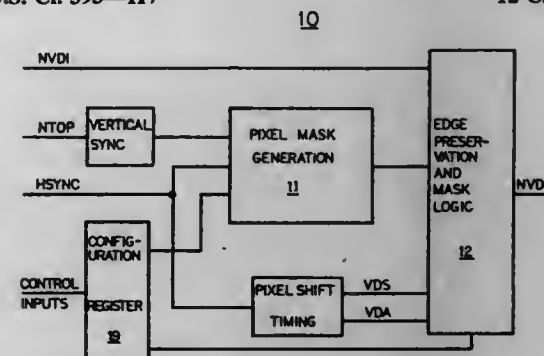 10
NVDI
NTOP
VERTICAL
SYNC
PIXEL MASK
GENERATION
11
HSYNC
EDGE
PRESER-
VATION
AND
MASK
LOGIC
12
NVD
CONFIG-
URATION
CONTROL
INPUTS
REGISTER
19
PIXEL SHIFT
TIMING
VDS
VDA